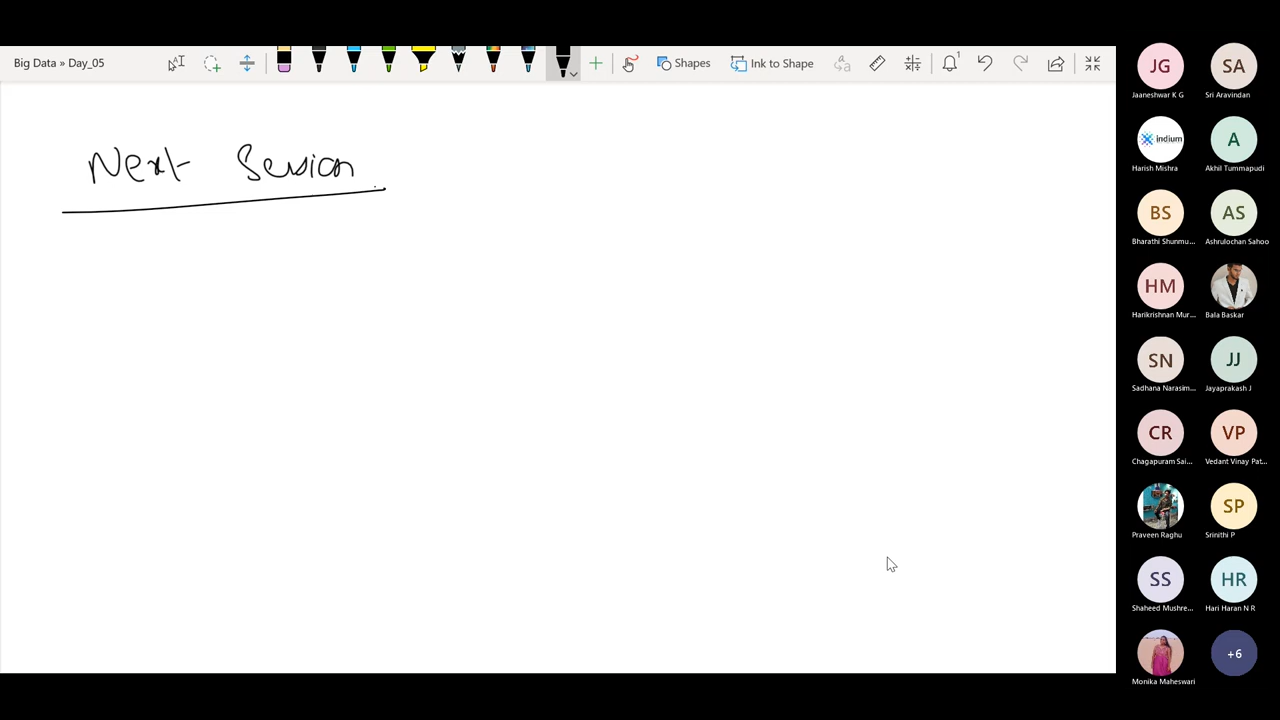 Big Data » Day_05
Shapes
Ink to Shape
1
Next Session
JG
SA
Jaaneshwar K G
Sri Aravindan
indium
A
Harish Mishra
Akhil Tummapudi
BS
AS
Bharathi Shunmu...
Ashrulochan Sahoo
HM
Harikrishnan Mur...
Bala Baskar
SN
JJ
Sadhana Narasim...
Jayaprakash J
CR
VP
Chagapuram Sai...
Vedant Vinay Pat...
SP
Praveen Raghu
Srinithi P
SS
HR
Shaheed Mushre...
Hari Haran N R
+6
Monika Maheswari